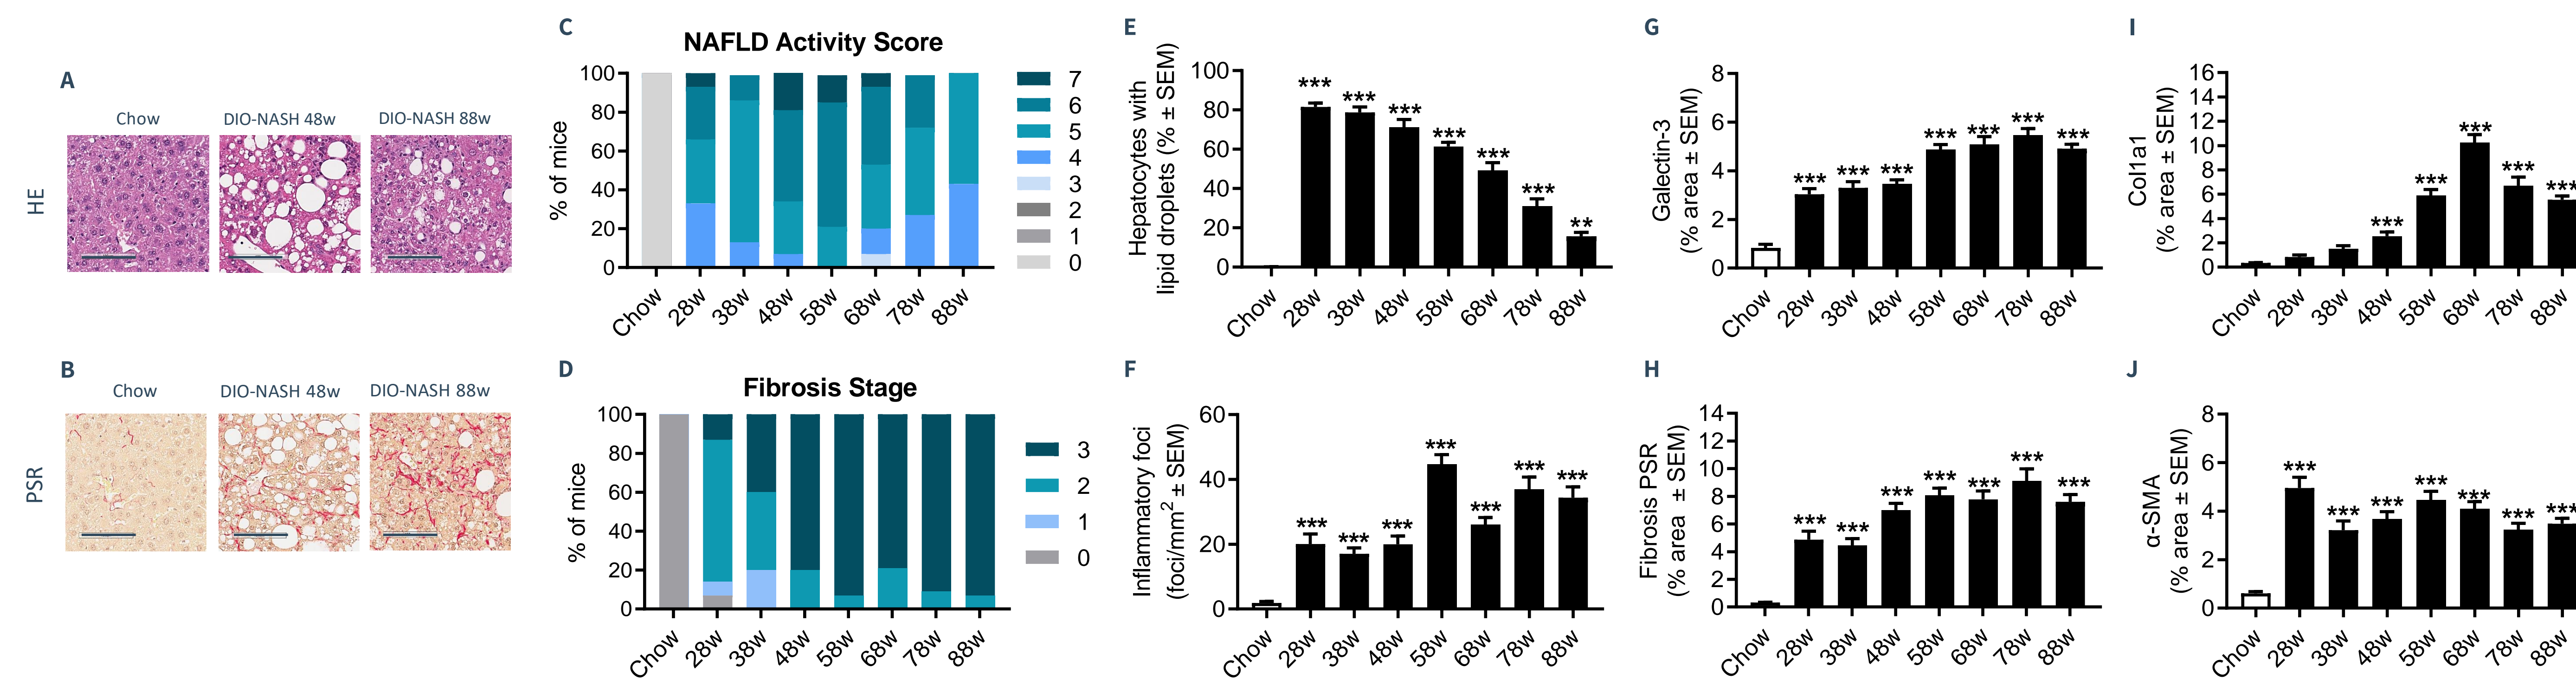 A
Chow
DIO-NASH 48w
DIO-NASH 88w
HE
B
Chow
DIO-NASH 48w
DIO-NASH 88w
PSR
C
NAFLD Activity Score
% of mice
100
80
60
40
20
0
Chow
28w
38w
48w
58w
68w
78w
88w
7
6
5
4
3
2
1
0
D
Fibrosis Stage
% of mice
100
80
60
40
20
0
Chow
28w
38w
48w
58w
68w
78w
88w
3
2
1
0
E
Hepatocytes with
lipid droplets (% ± SEM)
100
80
60
40
20
0
***
***
***
***
***
***
**
Chow
28w
38w
48w
58w
68w
78w
88w
F
Inflammatory foci
(foci/mm² ± SEM)
60
40
20
0
***
***
***
***
***
***
***
Chow
28w
38w
48w
58w
68w
78w
88w
G
Galectin-3
(% area ± SEM)
8
6
4
2
0
***
***
***
***
***
***
***
Chow
28w
38w
48w
58w
68w
78w
88w
H
Fibrosis PSR
(% area ± SEM)
14
12
10
8
6
4
2
0
***
***
***
***
***
***
***
Chow
28w
38w
48w
58w
68w
78w
88w
I
Col1a1
(% area ± SEM)
16
14
12
10
8
6
4
2
0
***
***
***
***
***
Chow
28w
38w
48w
58w
68w
78w
88w
J
α-SMA
(% area ± SEM)
8
6
4
2
0
***
***
***
***
***
***
***
Chow
28w
38w
48w
58w
68w
78w
88w